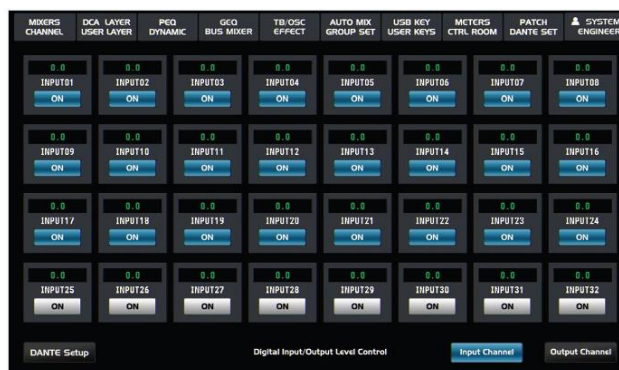 MIXERS DCA LAYER PEQ GEQ TB/OSC AUTO MIX USB KEY METERS PATCH SYSTEM
CHANNEL USER LAYER DYNAMIC BUS MIXER EFFECT GROUP SET USER KEYS CTRL ROOM DANTE SET ENGINEER
0.0 0.0 0.0 0.0 0.0 0.0 0.0 0.0
INPUT01 INPUT02 INPUT03 INPUT04 INPUT05 INPUT06 INPUT07 INPUT08
ON ON ON ON ON ON ON ON
0.0 0.0 0.0 0.0 0.0 0.0 0.0 0.0
INPUT09 INPUT10 INPUT11 INPUT12 INPUT13 INPUT14 INPUT15 INPUT16
ON ON ON ON ON ON ON ON
0.0 0.0 0.0 0.0 0.0 0.0 0.0 0.0
INPUT17 INPUT18 INPUT19 INPUT20 INPUT21 INPUT22 INPUT23 INPUT24
ON ON ON ON ON ON ON ON
0.0 0.0 0.0 0.0 0.0 0.0 0.0 0.0
INPUT25 INPUT26 INPUT27 INPUT28 INPUT29 INPUT30 INPUT31 INPUT32
ON ON ON ON ON ON ON ON
DANTE Setup Digital Input/Output Level Control Input Channel Output Channel